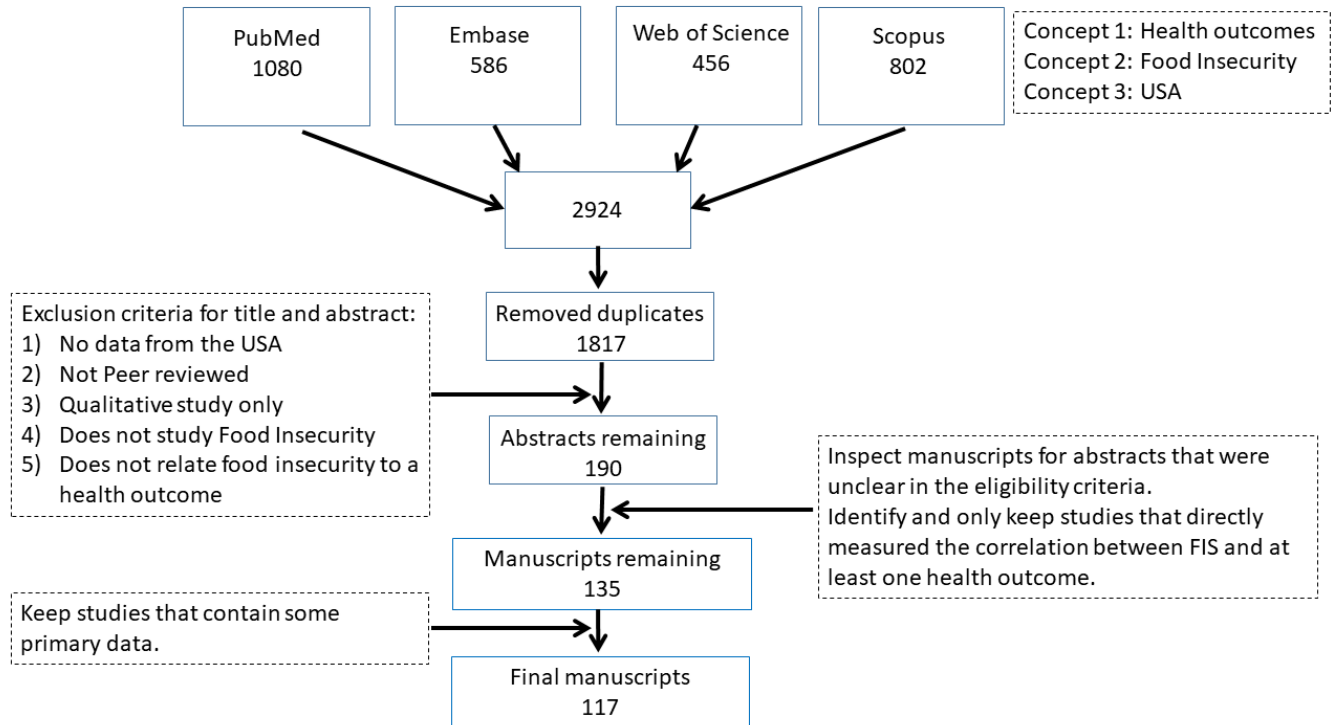 PubMed
1080
Embase
586
Web of Science
456
Scopus
802
Concept 1: Health outcomes
Concept 2: Food Insecurity
Concept 3: USA
2924
Removed duplicates
1817
Exclusion criteria for title and abstract:
1) No data from the USA
2) Not Peer reviewed
3) Qualitative study only
4) Does not study Food Insecurity
5) Does not relate food insecurity to a
health outcome
Abstracts remaining
190
Inspect manuscripts for abstracts that were
unclear in the eligibility criteria.
Identify and only keep studies that directly
measured the correlation between FIS and at
least one health outcome.
Manuscripts remaining
135
Keep studies that contain some
primary data.
Final manuscripts
117